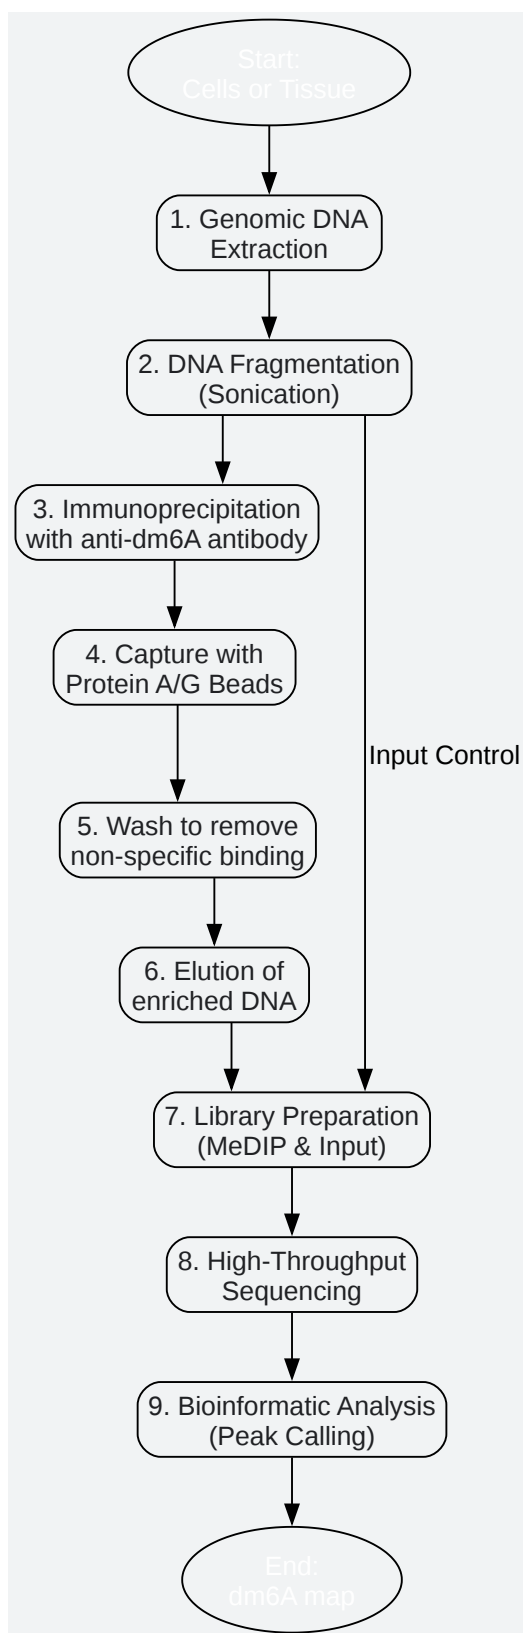 Start:
Cells or Tissue
1. Genomic DNA
Extraction
2. DNA Fragmentation
(Sonication)
3. Immunoprecipitation
with anti-dm6A antibody
4. Capture with
Protein A/G Beads
Input Control
5. Wash to remove
non-specific binding
6. Elution of
enriched DNA
7. Library Preparation
(MeDIP & Input)
8. High-Throughput
Sequencing
9. Bioinformatic Analysis
(Peak Calling)
End:
dm6A map